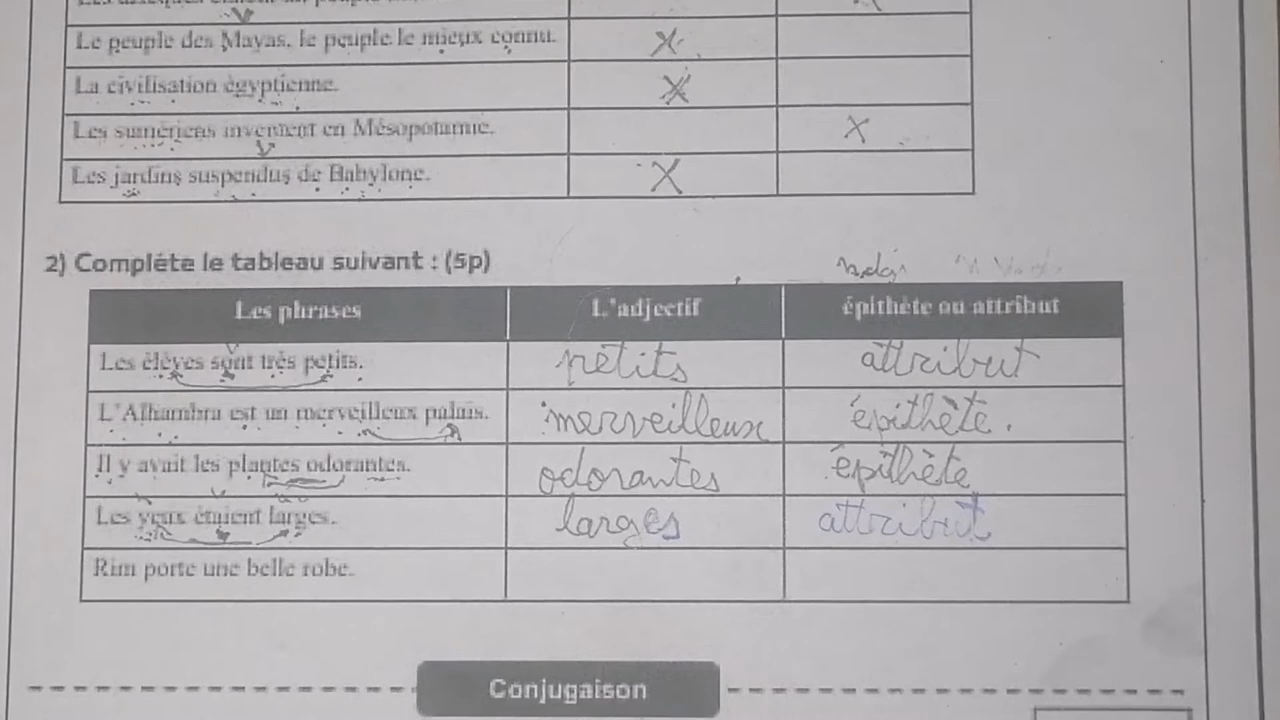 Le peuple des Mayas, le peuple le mieux connu. X
La civilisation égyptienne. X
Les sumériens inventent en Mésopotamie. X
Les jardins suspendus de Babylone. X
2) Complète le tableau suivant : (5p)
Les phrases L'adjectif épithète ou attribut
Les élèves sont très petits. petits attribut
L'Alhambra est un merveilleux palais. merveilleux épithète.
Il y avait les plantes odorantes. odorantes épithète
Les yeux étaient larges. larges attribut
Rim porte une belle robe.
Conjugaison